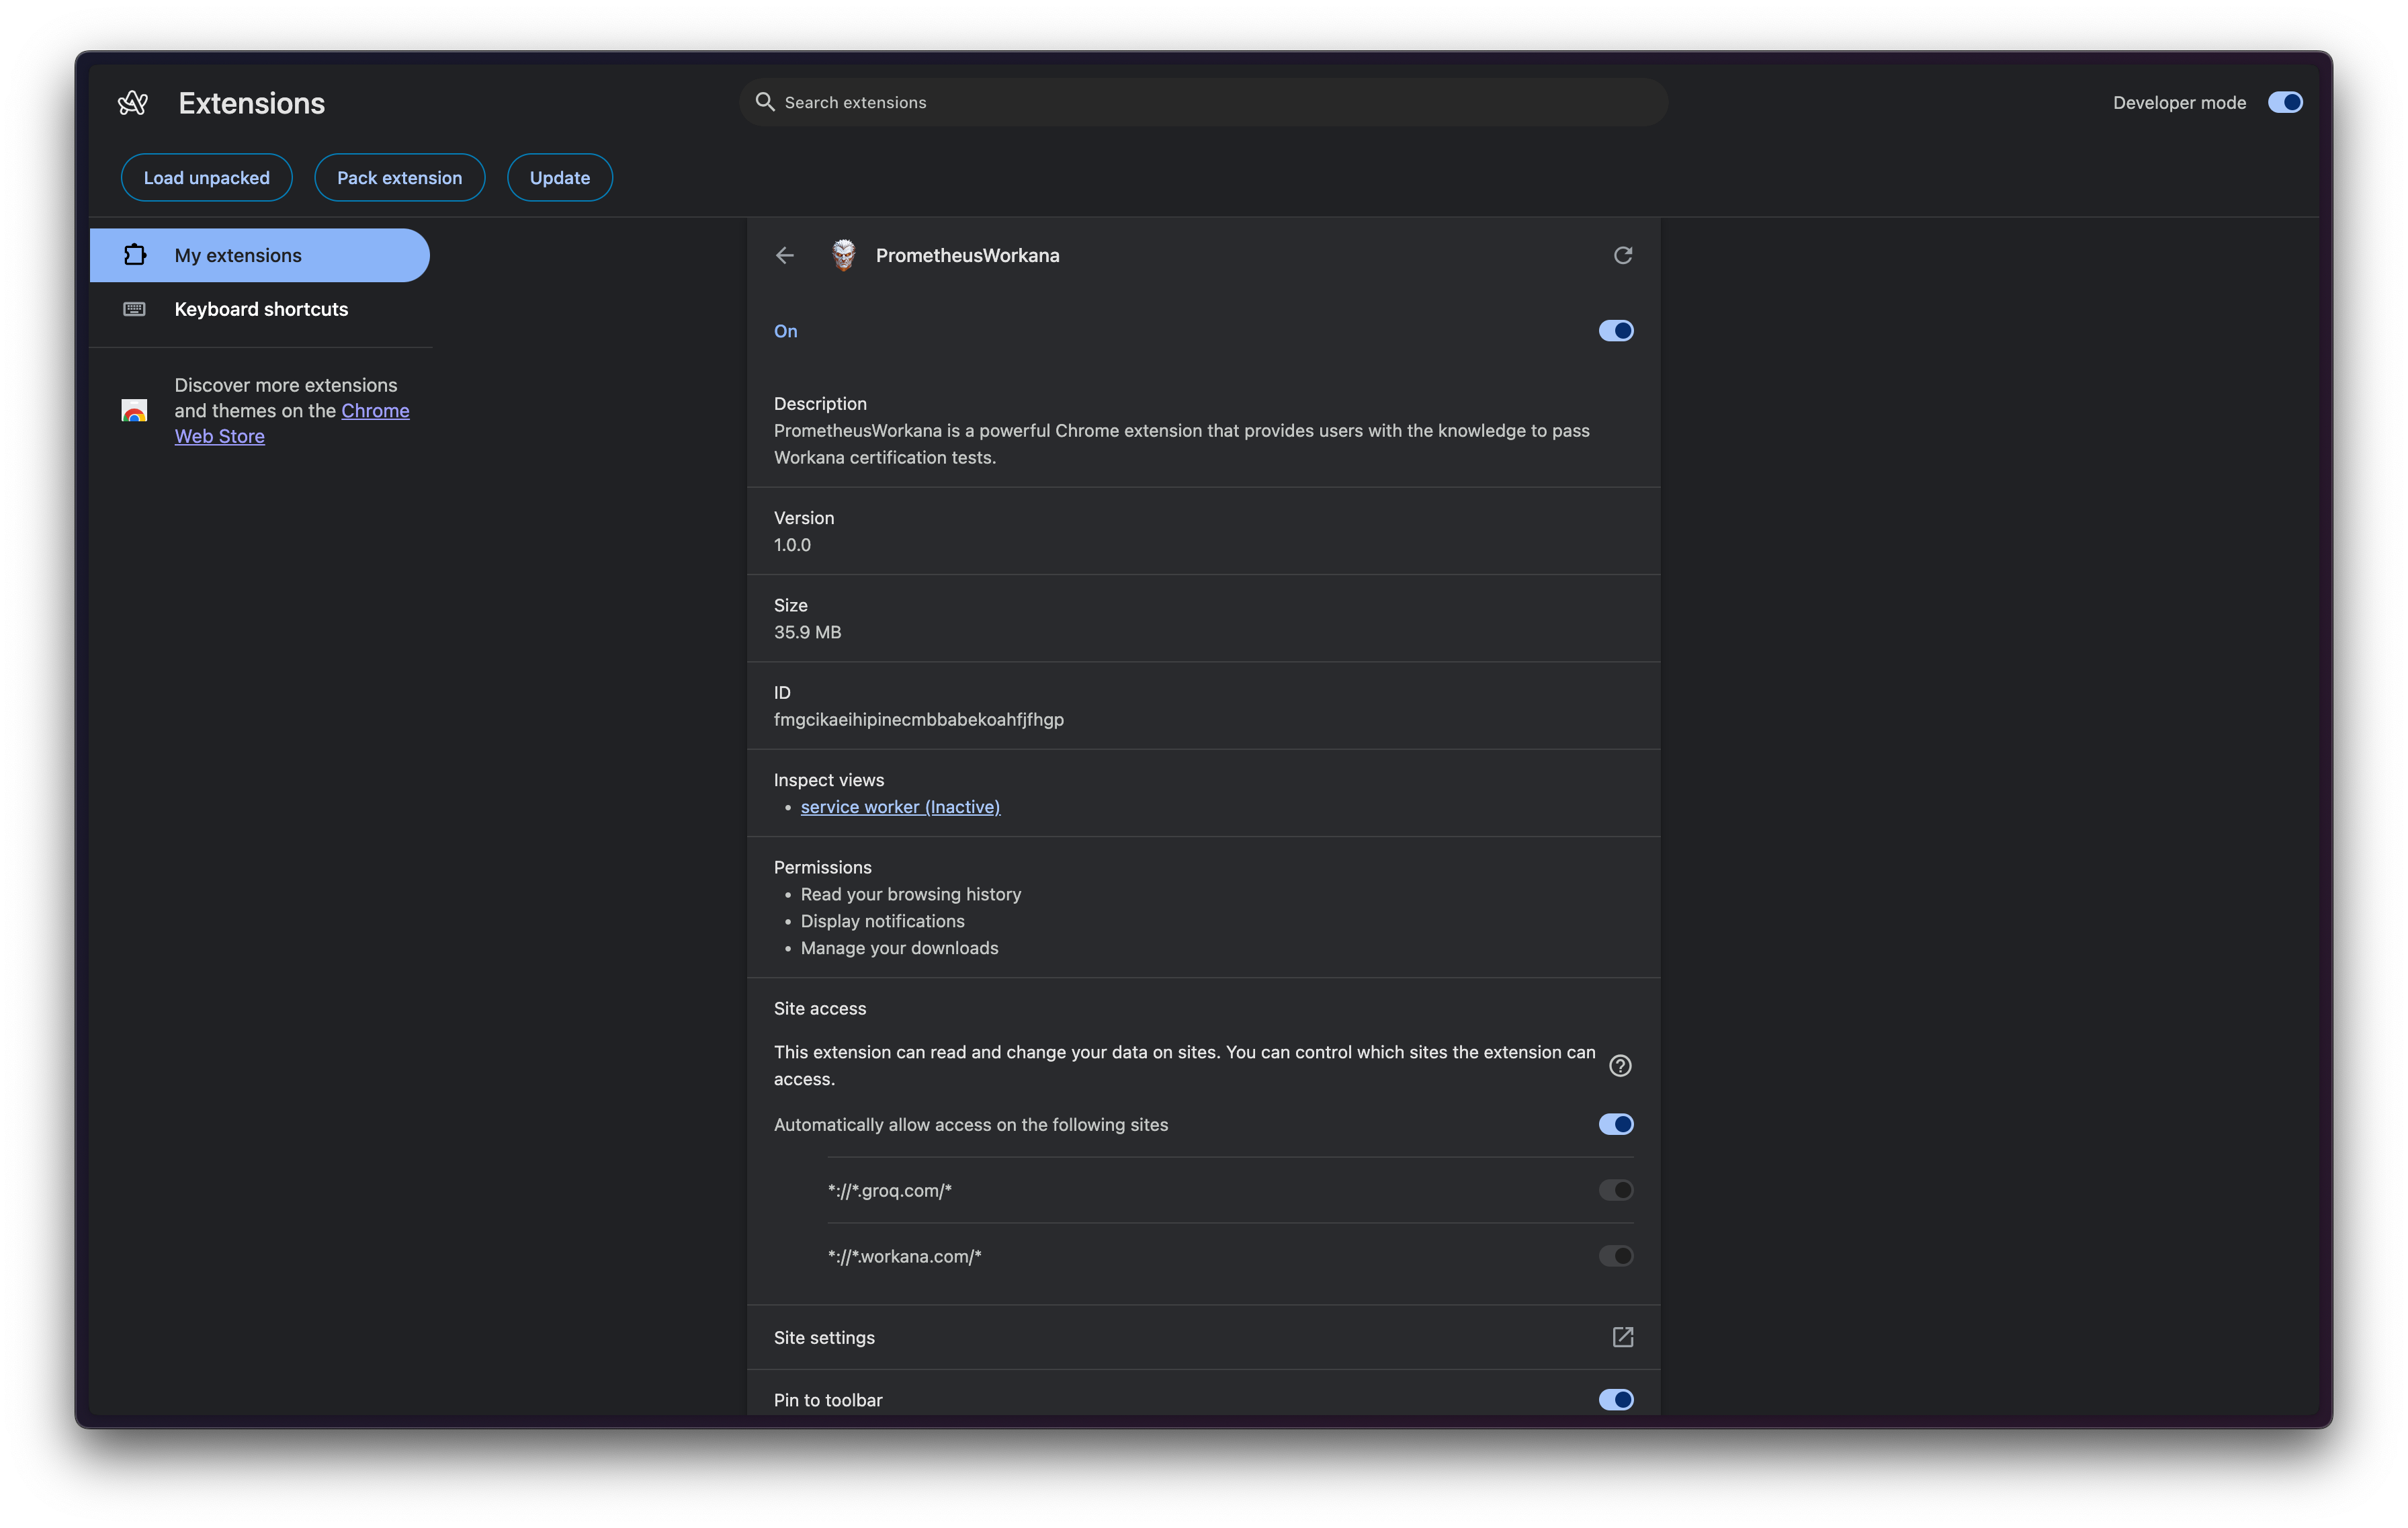 Extensions
Search extensions
Developer mode
Load unpacked
Pack extension
Update
My extensions
Keyboard shortcuts
Discover more extensions
and themes on the Chrome
Web Store
PrometheusWorkana
On
Description
PrometheusWorkana is a powerful Chrome extension that provides users with the knowledge to pass
Workana certification tests.
Version
1.0.0
Size
35.9 MB
ID
fmgcikaeihipinecmbbabekoahfjfhgp
Inspect views
• service worker (Inactive)
Permissions
• Read your browsing history
• Display notifications
• Manage your downloads
Site access
This extension can read and change your data on sites. You can control which sites the extension can
access.
Automatically allow access on the following sites
*://*.groq.com/*
*://*.workana.com/*
Site settings
Pin to toolbar